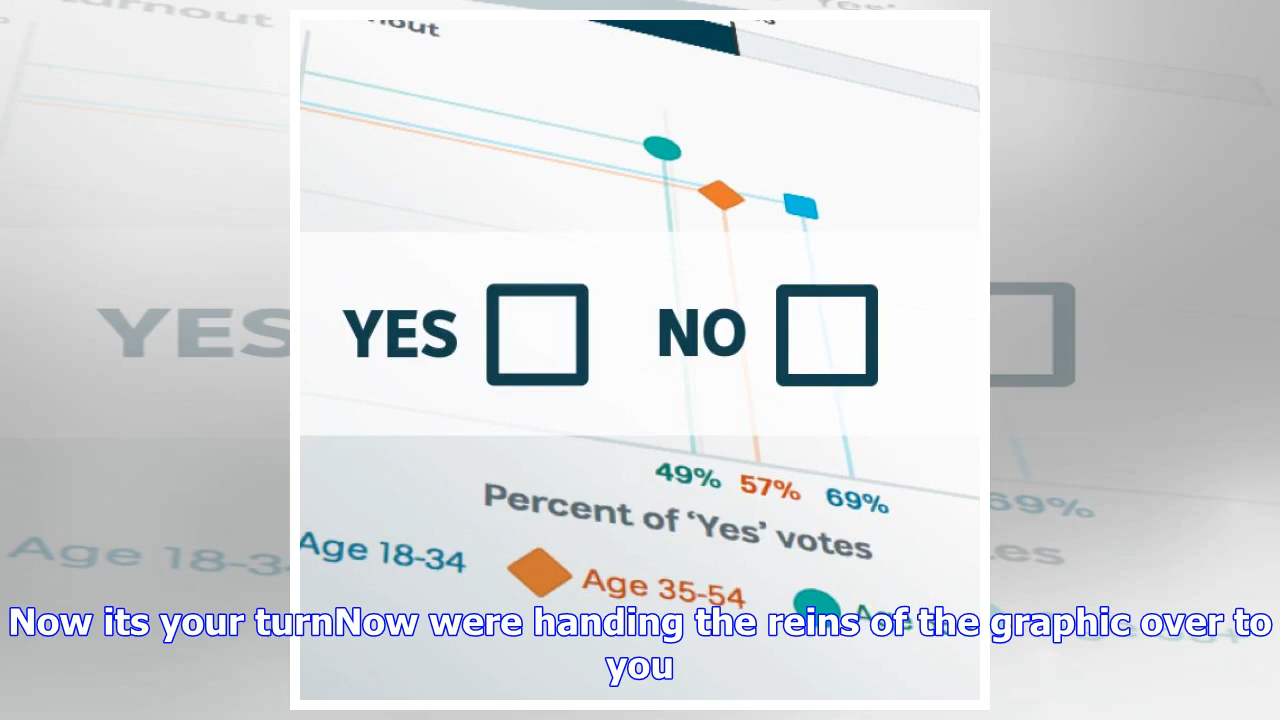 YES NO
49% 57% 69%
Percent of ‘Yes’ votes
Age 18-34 Age 35-54
Now its your turnNow were handing the reins of the graphic over to
you